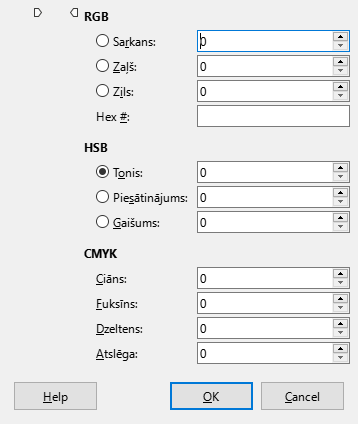 RGB
Sarkans: 0
Zaļš: 0
Zils: 0
Hex #:
HSB
Tonis: 0
Piesātinājums: 0
Gaišums: 0
CMYK
Ciāns: 0
Fuksīns: 0
Dzeltens: 0
Atslēga: 0
Help OK Cancel